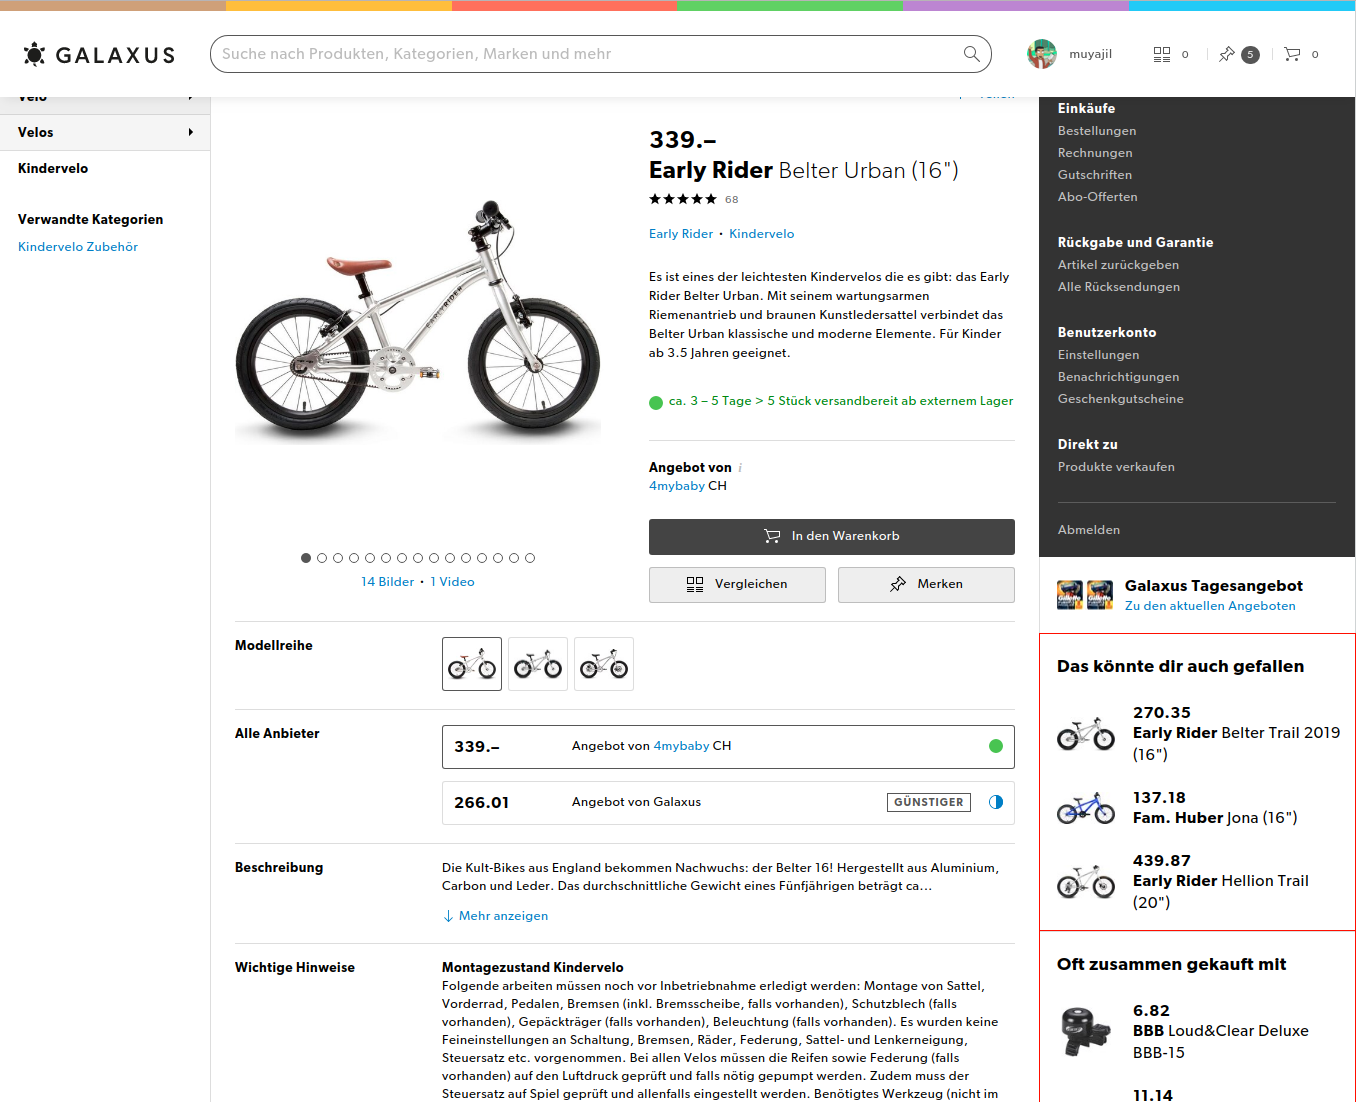 GALAXUS
Suche nach Produkten, Kategorien, Marken und mehr
muyajil
0
5
0
Velo
Velos
Kindervelo
Verwandte Kategorien
Kindervelo Zubehör
EARLY RIDER
14 Bilder • 1 Video
339.–
Early Rider Belter Urban (16")
68
Early Rider • Kindervelo
Es ist eines der leichtesten Kindervelos die es gibt: das Early
Rider Belter Urban. Mit seinem wartungsarmen
Riemenantrieb und braunen Kunstledersattel verbindet das
Belter Urban klassische und moderne Elemente. Für Kinder
ab 3.5 Jahren geeignet.
ca. 3 – 5 Tage > 5 Stück versandbereit ab externem Lager
Angebot von i
4mybaby CH
In den Warenkorb
Vergleichen
Merken
Modellreihe
Alle Anbieter
339.–
Angebot von 4mybaby CH
266.01
Angebot von Galaxus
GÜNSTIGER
Beschreibung
Die Kult-Bikes aus England bekommen Nachwuchs: der Belter 16! Hergestellt aus Aluminium,
Carbon und Leder. Das durchschnittliche Gewicht eines Fünfjährigen beträgt ca...
Mehr anzeigen
Wichtige Hinweise
Montagezustand Kindervelo
Folgende arbeiten müssen noch vor Inbetriebnahme erledigt werden: Montage von Sattel,
Vorderrad, Pedalen, Bremsen (inkl. Bremsscheibe, falls vorhanden), Schutzblech (falls
vorhanden), Gepäckträger (falls vorhanden), Beleuchtung (falls vorhanden). Es wurden keine
Feineinstellungen an Schaltung, Bremsen, Räder, Federung, Sattel- und Lenkerneigung,
Steuersatz etc. vorgenommen. Bei allen Velos müssen die Reifen sowie Federung (falls
vorhanden) auf den Luftdruck geprüft und falls nötig gepumpt werden. Zudem muss der
Steuersatz auf Spiel geprüft und allenfalls eingestellt werden. Benötigtes Werkzeug (nicht im
Einkäufe
Bestellungen
Rechnungen
Gutschriften
Abo-Offerten
Rückgabe und Garantie
Artikel zurückgeben
Alle Rücksendungen
Benutzerkonto
Einstellungen
Benachrichtigungen
Geschenkgutscheine
Direkt zu
Produkte verkaufen
Abmelden
Galaxus Tagesangebot
Zu den aktuellen Angeboten
Das könnte dir auch gefallen
270.35
Early Rider Belter Trail 2019
(16")
137.18
Fam. Huber Jona (16")
439.87
Early Rider Hellion Trail
(20")
Oft zusammen gekauft mit
6.82
BBB Loud&Clear Deluxe
BBB-15
11.14